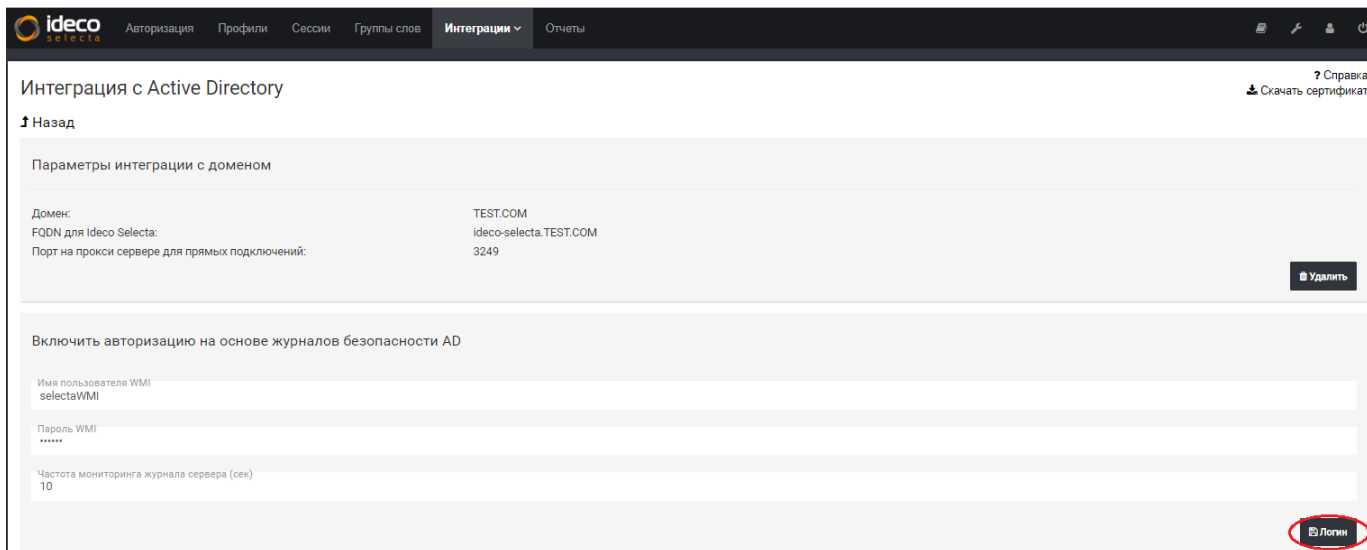 ideco
selecta
Авторизация Профили Сессии Группы слов Интеграции Отчеты
Интеграция с Active Directory
? Справка
Скачать сертификат
Назад
Параметры интеграции с доменом
Домен: TEST.COM
FQDN для Ideco Selecta: ideco-selecta.TEST.COM
Порт на прокси сервере для прямых подключений: 3249
Удалить
Включить авторизацию на основе журналов безопасности AD
Имя пользователя WMI
selectaWMI
Пароль WMI
••••••
Частота мониторинга журнала сервера (сек)
10
Логин